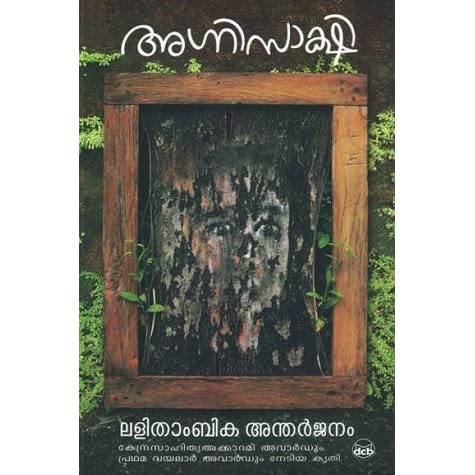 അഗ്നിസാക്ഷി
ലളിതാംബിക അന്തർജനം
കേന്ദ്രസാഹിത്യഅക്കാദമി അവാർഡും
പ്രഥമ വയലാർ അവാർഡും നേടിയ കൃതി.
dcb